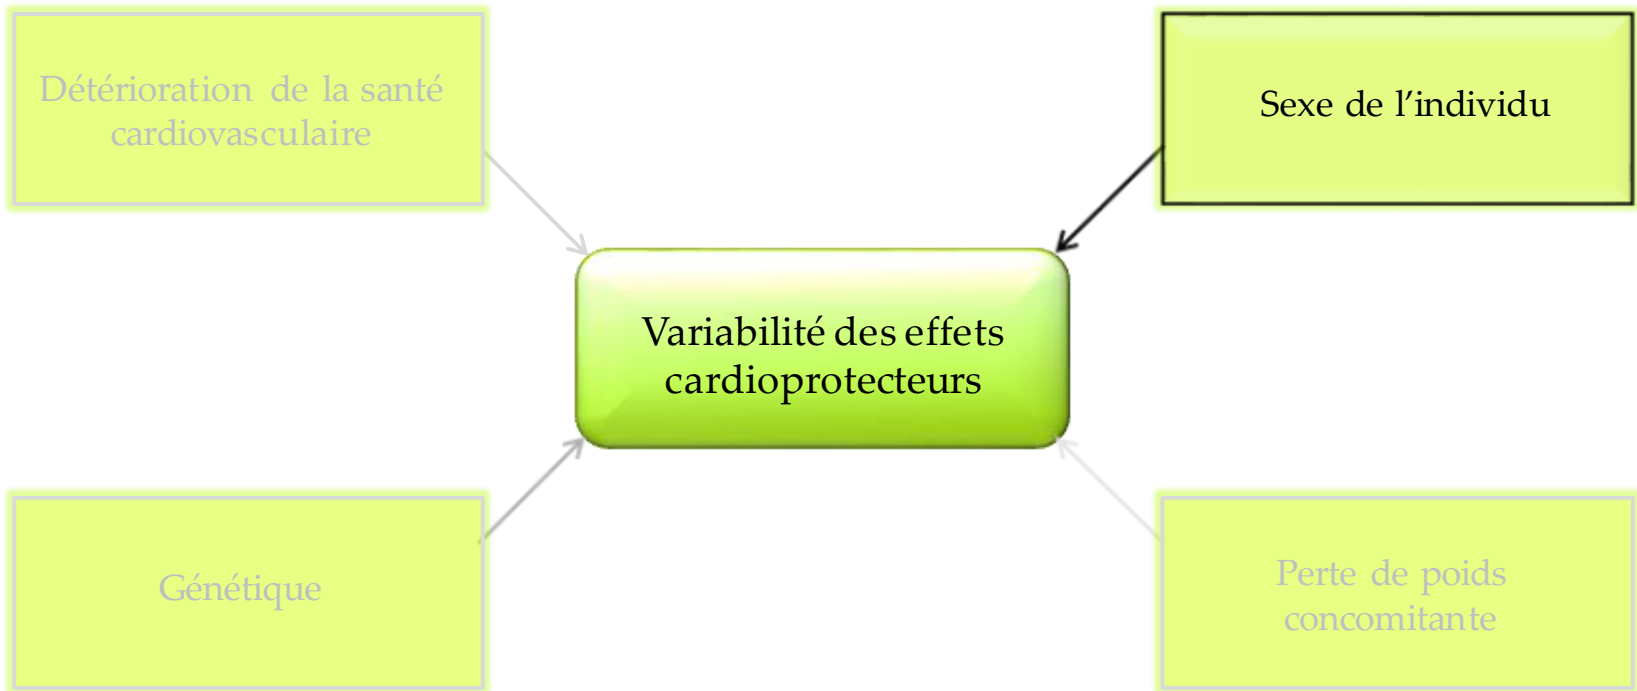 Détérioration de la santé
cardiovasculaire
Sexe de l’individu
Variabilité des effets
cardioprotecteurs
Génétique
Perte de poids
concomitante